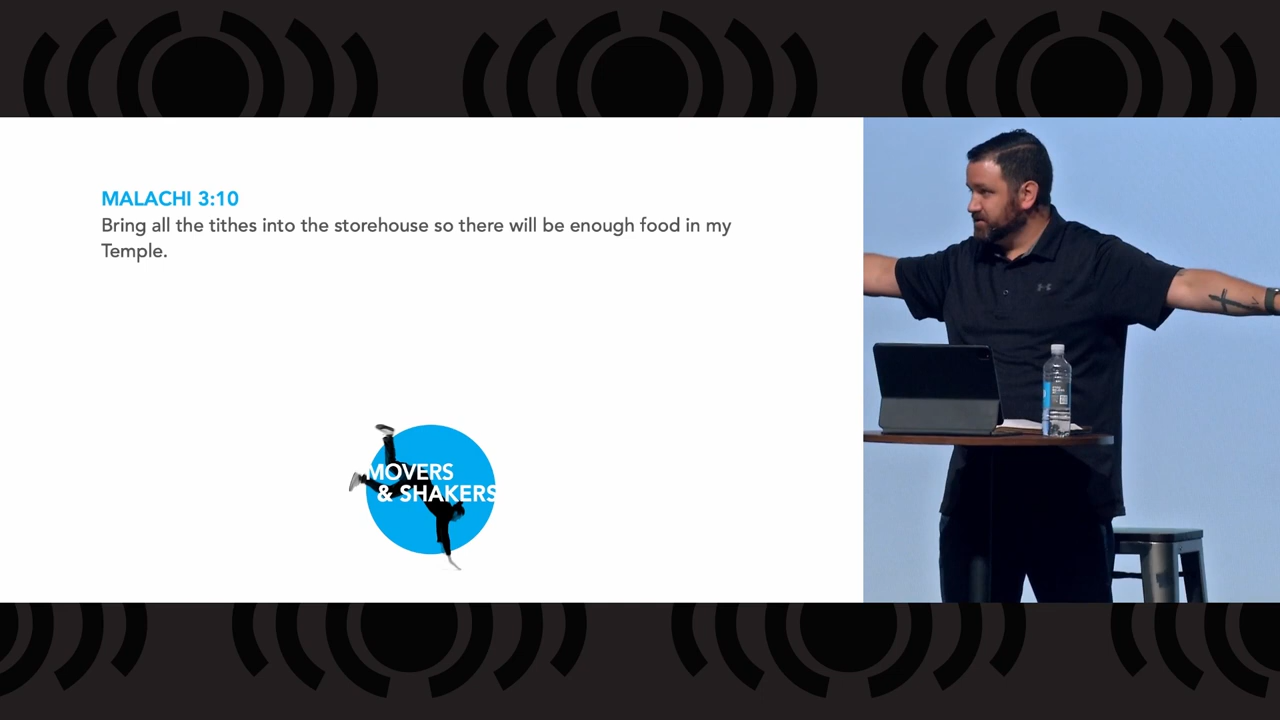 MALACHI 3:10
Bring all the tithes into the storehouse so there will be enough food in my
Temple.
MOVERS
& SHAKERS